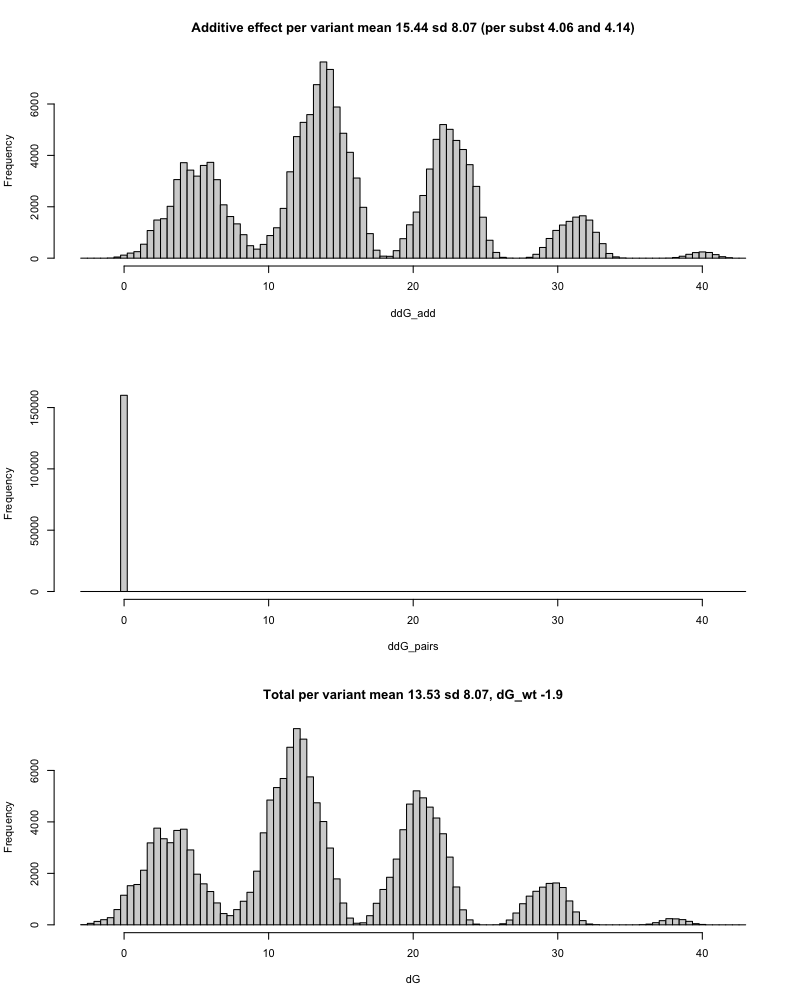 Additive effect per variant mean 15.44 sd 8.07 (per subst 4.06 and 4.14)
Frequency
6000
4000
2000
0
0 10 20 30 40
ddG_add
Frequency
150000
100000
50000
0
0 10 20 30 40
ddG_pairs
Total per variant mean 13.53 sd 8.07, dG_wt -1.9
Frequency
6000
4000
2000
0
0 10 20 30 40
dG